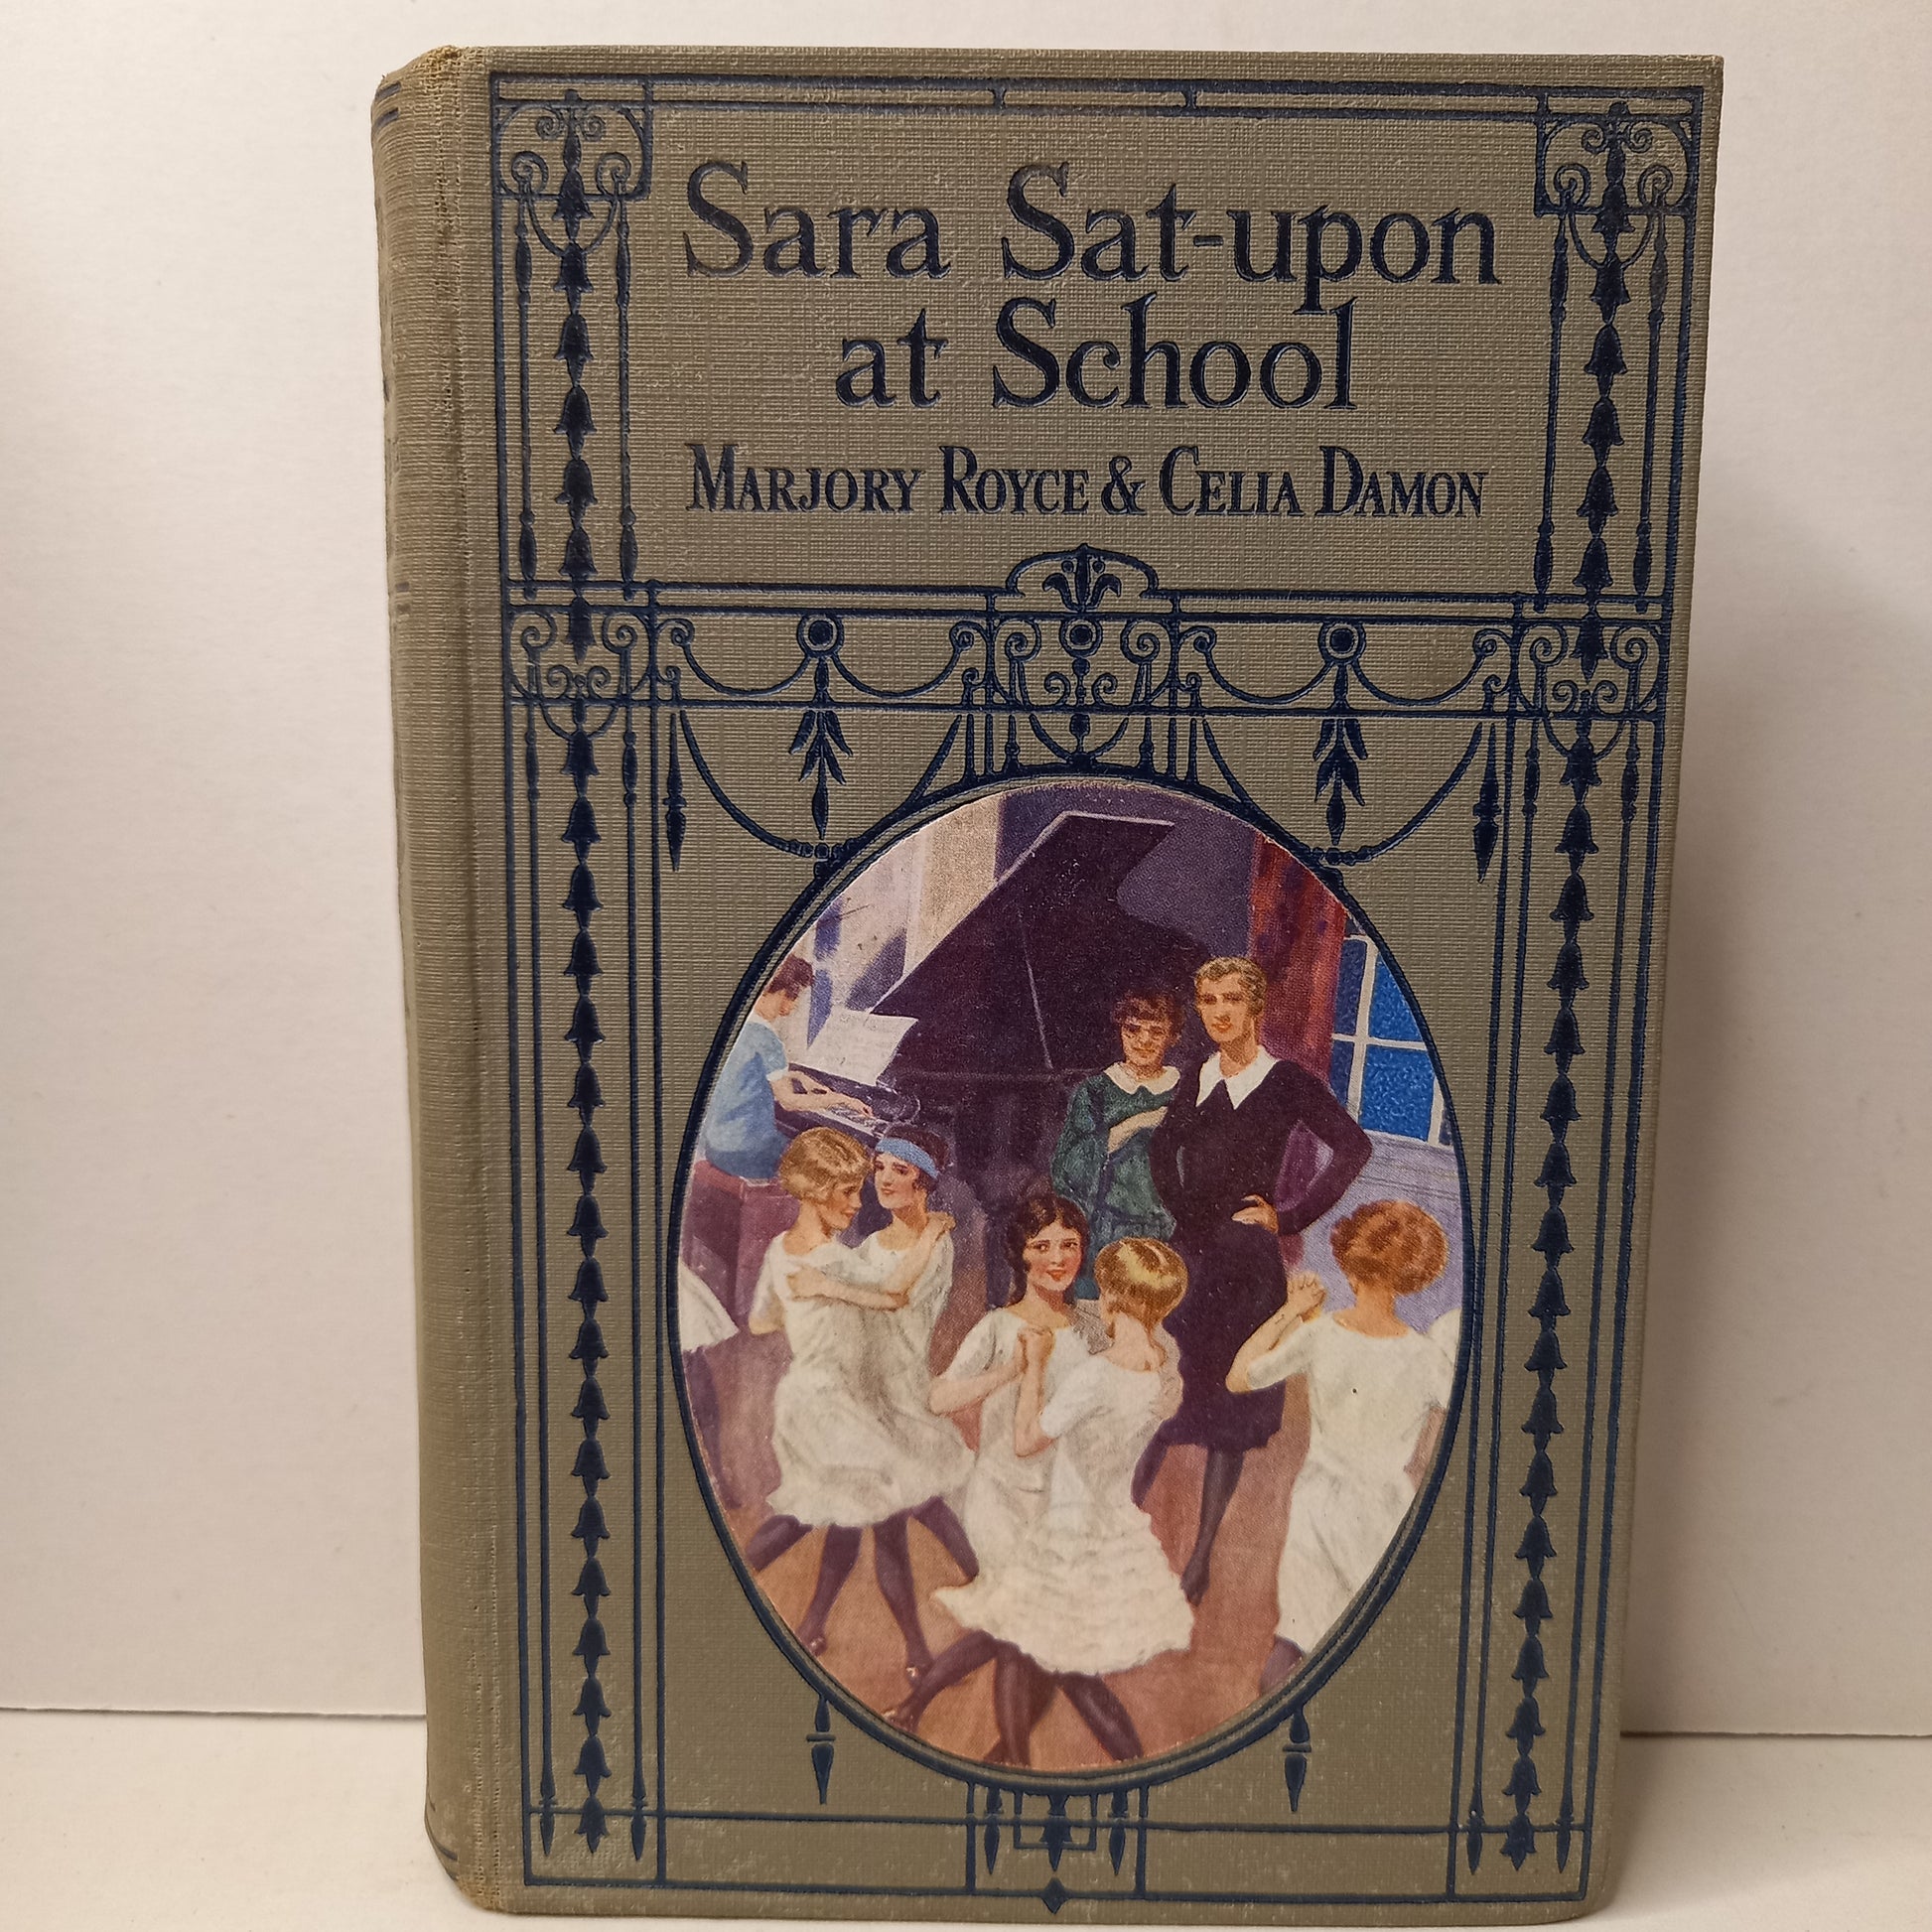 Sara Sat-upon
at School
MARJORY ROYCE & CELIA DAMON